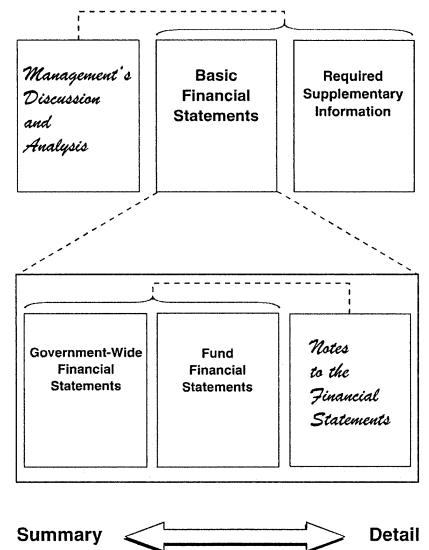 Management's
Discussion
and
Analysis
Basic
Financial
Statements
Required
Supplementary
Information
Government-Wide
Financial
Statements
Fund
Financial
Statements
Notes
to the
Financial
Statements
Summary
Detail